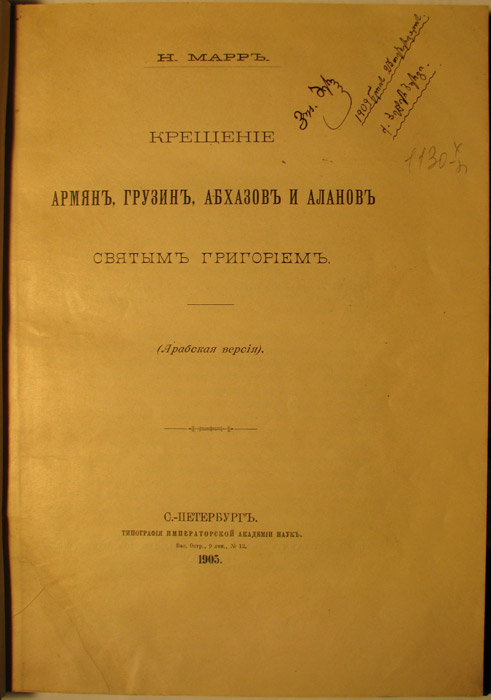 Н. МАРРЪ.
КРЕЩЕНІЕ
АРМЯНЪ, ГРУЗИНЪ, АБХАЗОВЪ И АЛАНОВЪ
СВЯТЫМЪ ГРИГОРІЕМЪ.
(Арабская версія).
С.-ПЕТЕРБУРГЪ.
ТИПОГРАФІЯ ИМПЕРАТОРСКОЙ АКАДЕМІИ НАУКЪ.
Вас. Остр., 9 лин., № 12.
1905.
1130